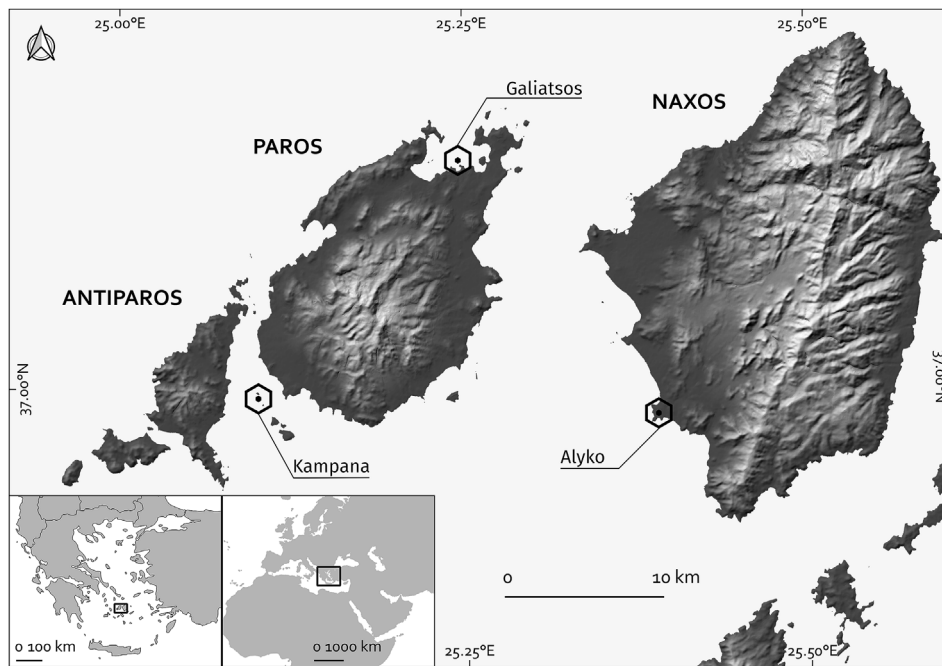 25.00°E
25.25°E
25.50°E
Galiatsos
NAXOS
PAROS
ANTIPAROS
37.00°N
37.00°N
Kampana
Alyko
0 10 km
0 100 km
0 1000 km
25.25°E
25.50°E